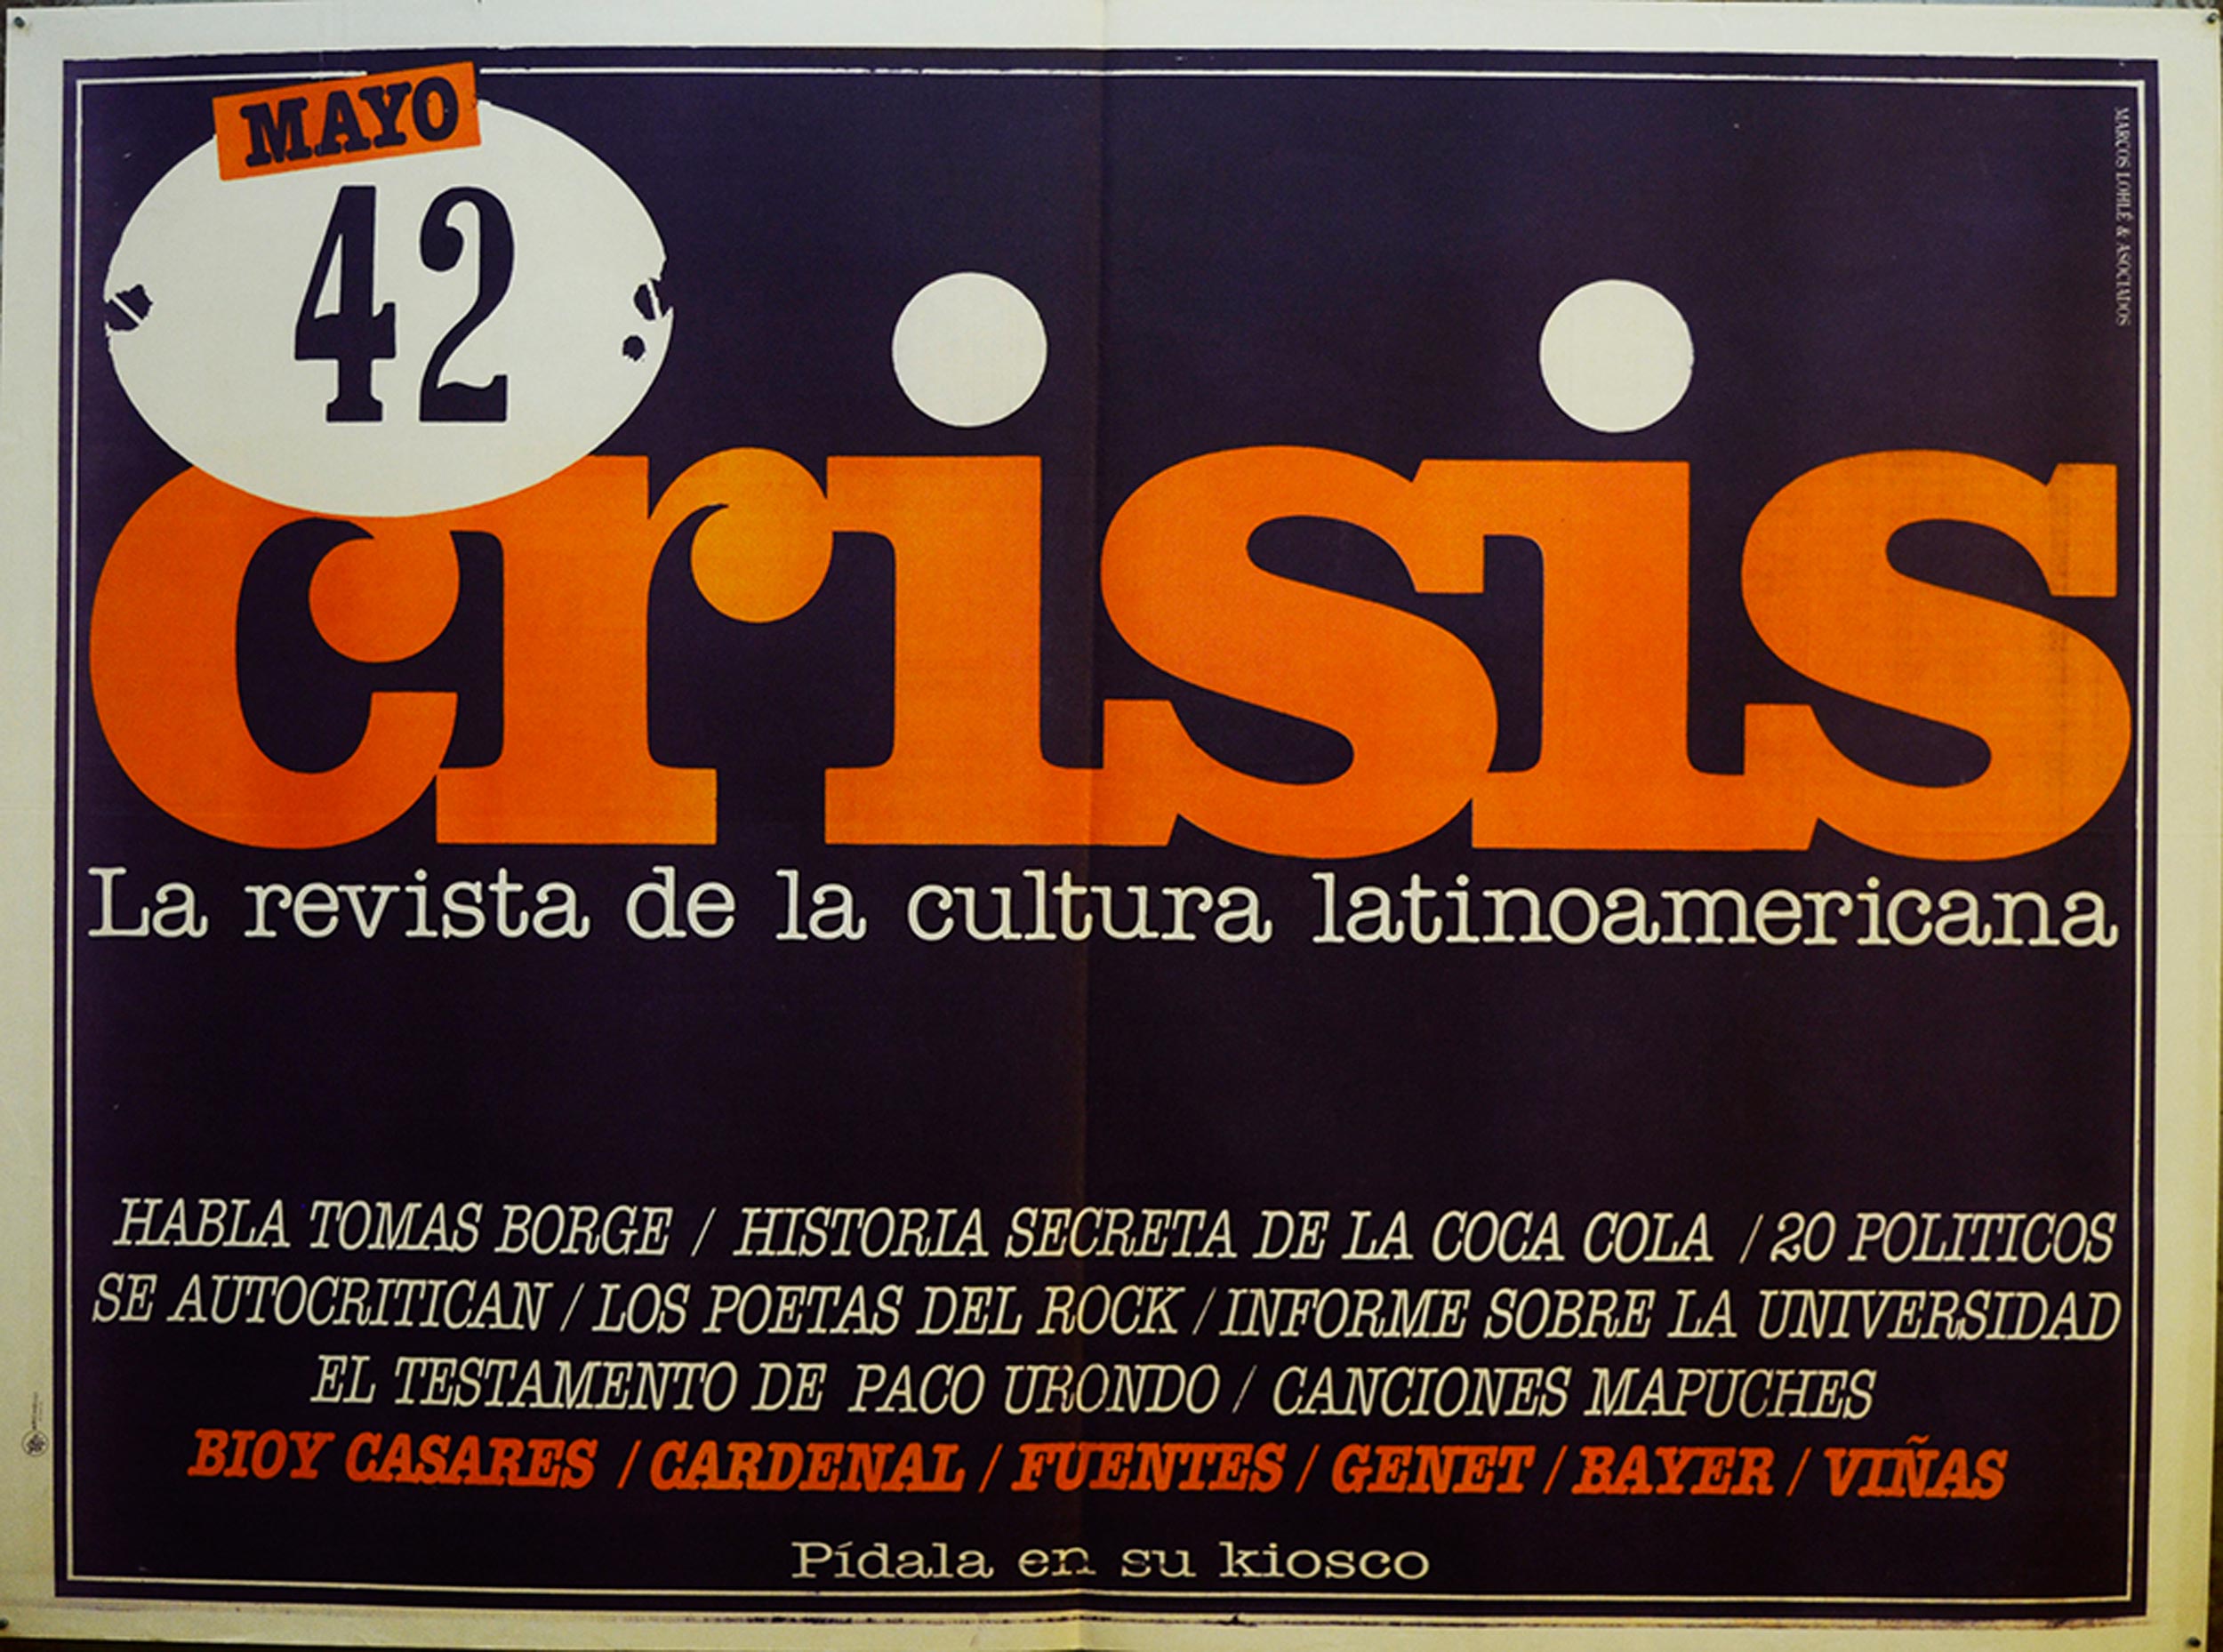 MAYO
42
MARCOS LOHLÉ & ASOCIADOS
crisis
La revista de la cultura latinoamericana
HABLA TOMAS BORGE / HISTORIA SECRETA DE LA COCA COLA / 20 POLITICOS
SE AUTOCRITICAN / LOS POETAS DEL ROCK / INFORME SOBRE LA UNIVERSIDAD
EL TESTAMENTO DE PACO URONDO / CANCIONES MAPUCHES
BIOY CASARES / CARDENAL / FUENTES / GENET / BAYER / VIÑAS
Pídala en su kiosco